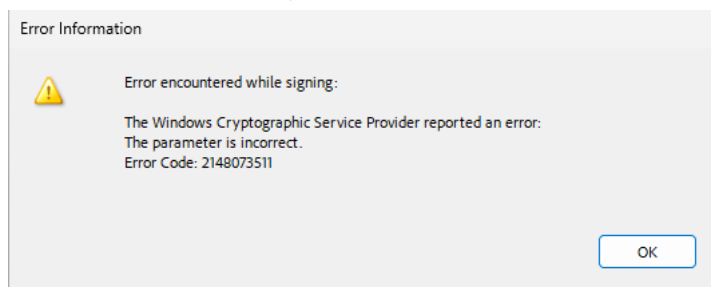 Error Information
Error encountered while signing:
The Windows Cryptographic Service Provider reported an error:
The parameter is incorrect.
Error Code: 2148073511
OK